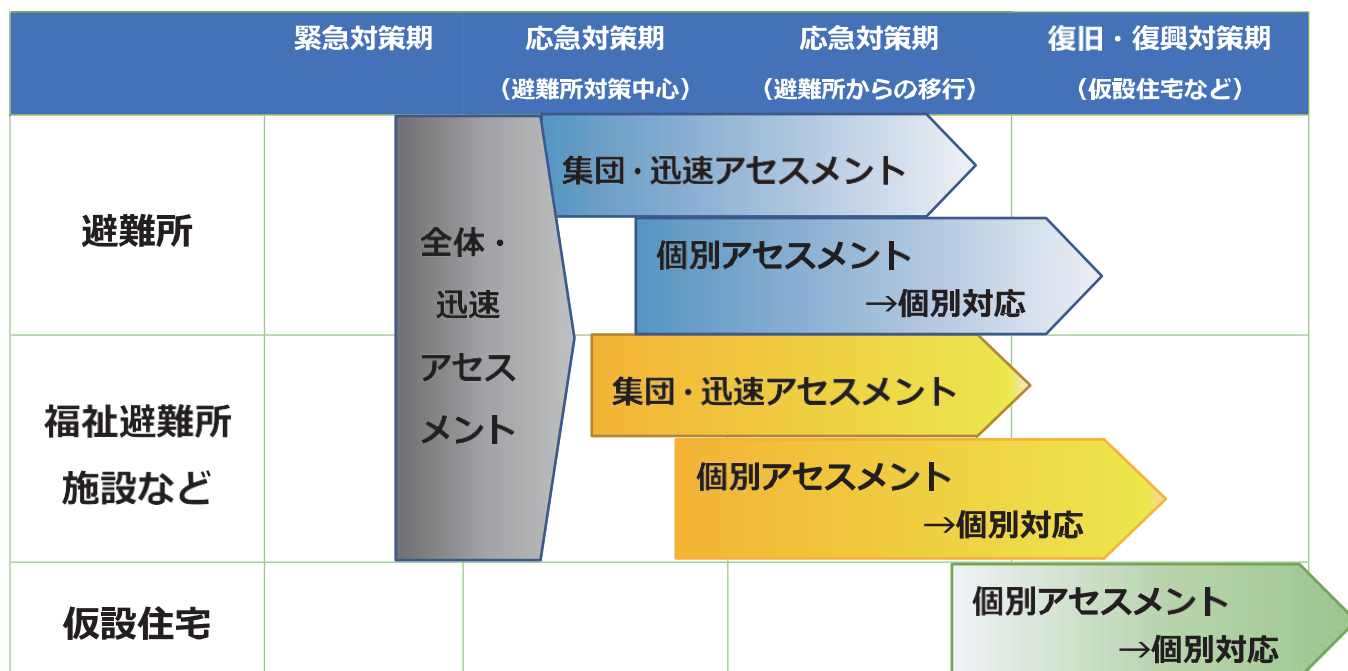 緊急対策期
応急対策期
(避難所対策中心)
応急対策期
(避難所からの移行)
復旧・復興対策期
(仮設住宅など)
避難所
全体・
迅速
アセス
メント
集団・迅速アセスメント
個別アセスメント
→個別対応
福祉避難所
施設など
集団・迅速アセスメント
個別アセスメント
→個別対応
仮設住宅
個別アセスメント
→個別対応